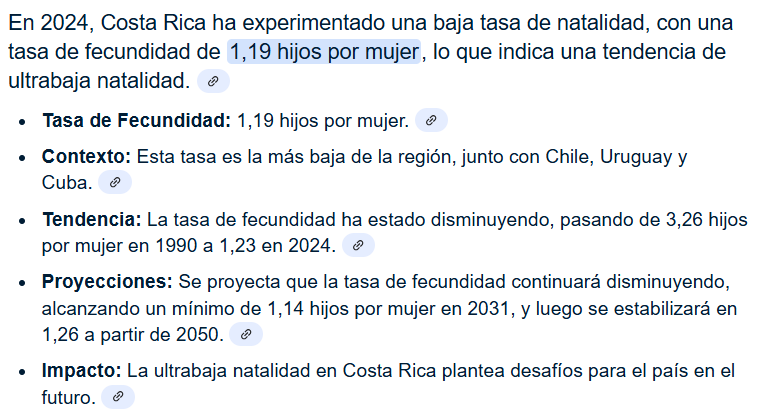 En 2024, Costa Rica ha experimentado una baja tasa de natalidad, con una
tasa de fecundidad de 1,19 hijos por mujer, lo que indica una tendencia de
ultrabaja natalidad.
• Tasa de Fecundidad: 1,19 hijos por mujer.
• Contexto: Esta tasa es la más baja de la región, junto con Chile, Uruguay y
Cuba.
• Tendencia: La tasa de fecundidad ha estado disminuyendo, pasando de 3,26 hijos
por mujer en 1990 a 1,23 en 2024.
• Proyecciones: Se proyecta que la tasa de fecundidad continuará disminuyendo,
alcanzando un mínimo de 1,14 hijos por mujer en 2031, y luego se estabilizará en
1,26 a partir de 2050.
• Impacto: La ultrabaja natalidad en Costa Rica plantea desafíos para el país en el
futuro.